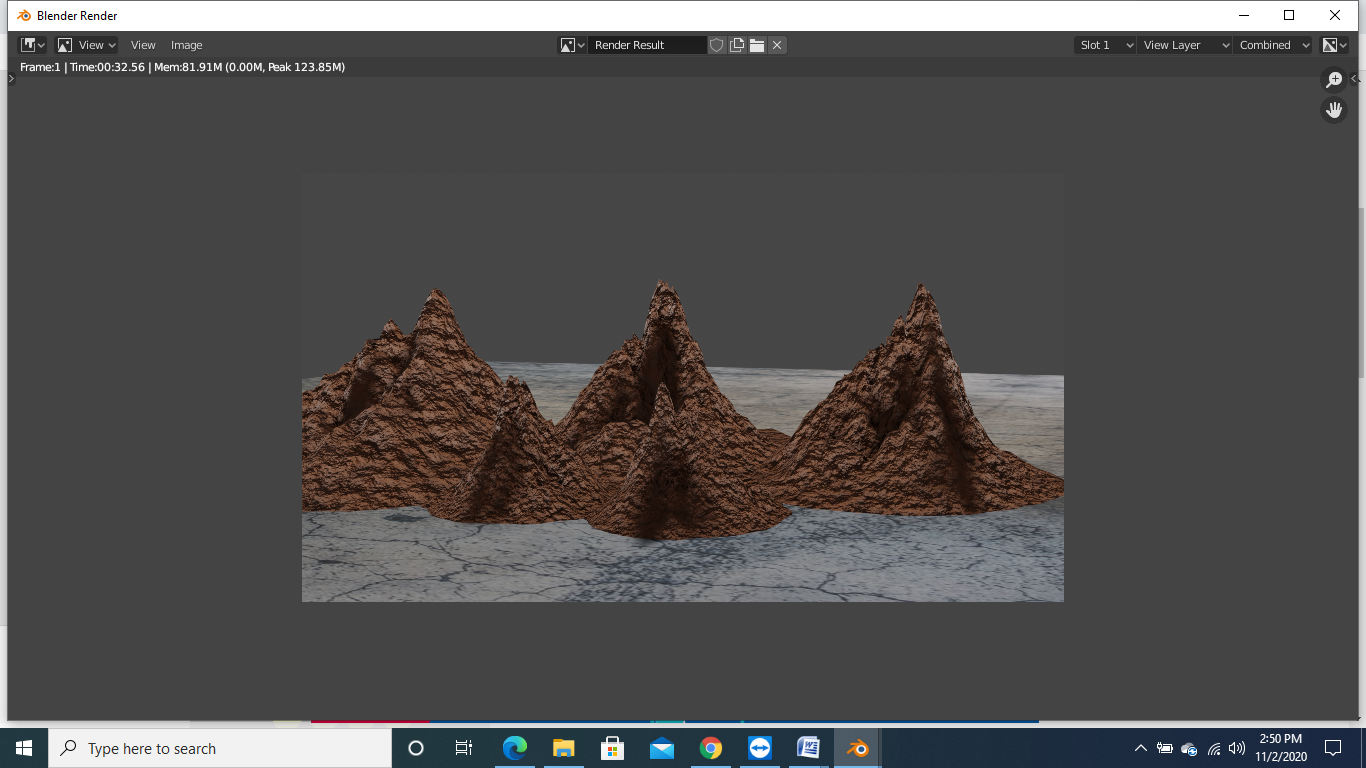 Blender Render
View View Image Render Result Slot 1 View Layer Combined
Frame:1 | Time:00:32.56 | Mem:81.91M (0.00M, Peak 123.85M)
Type here to search
2:50 PM
11/2/2020